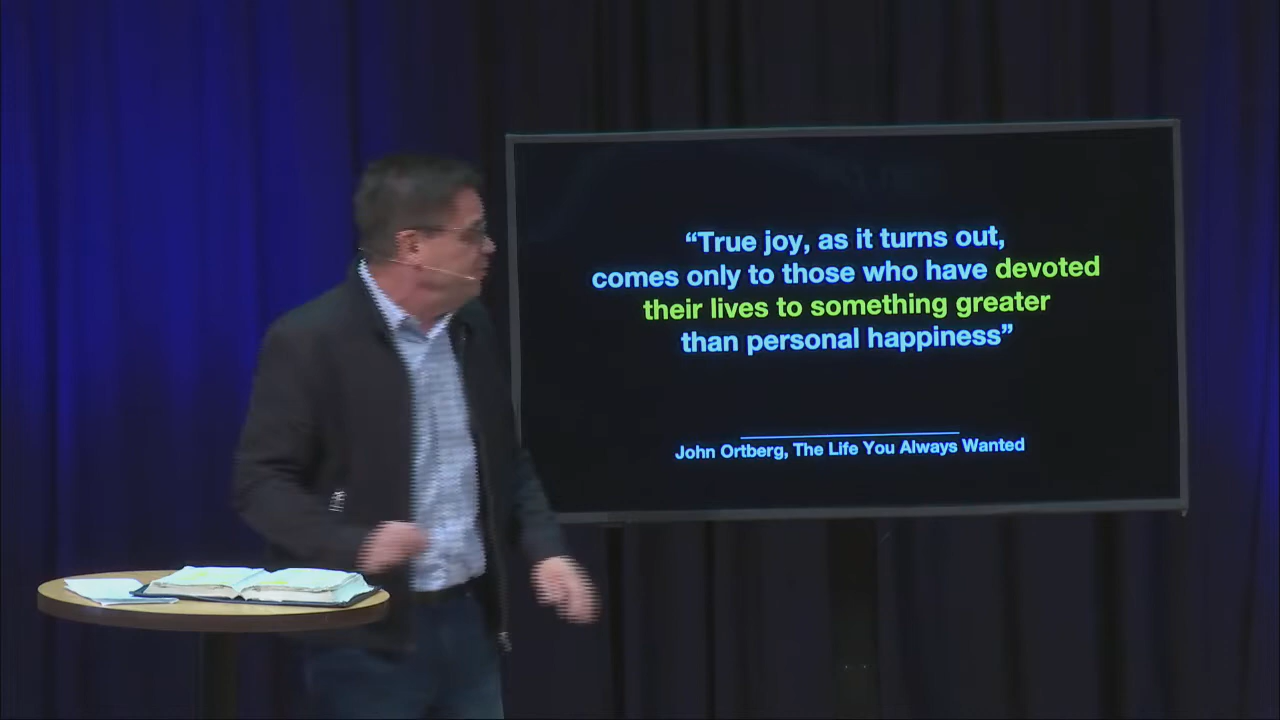 “True joy, as it turns out,
comes only to those who have devoted
their lives to something greater
than personal happiness”
John Ortberg, The Life You Always Wanted